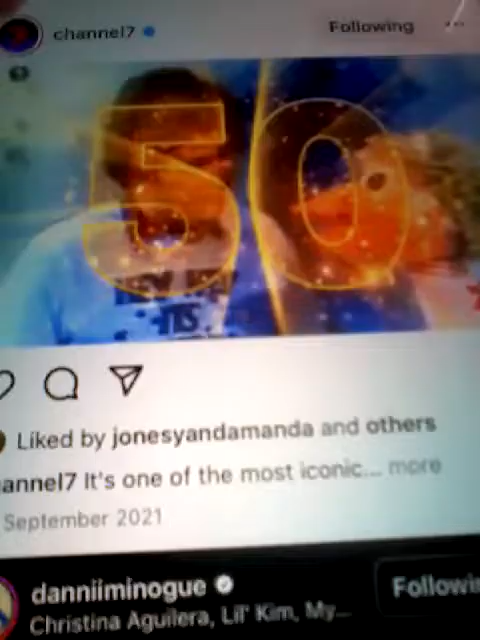 channel7
Following
50
Liked by jonesyandamanda and others
annel7 It's one of the most iconic... more
September 2021
danniiminogue
Followi
Christina Aguilera, Lil' Kim, My...